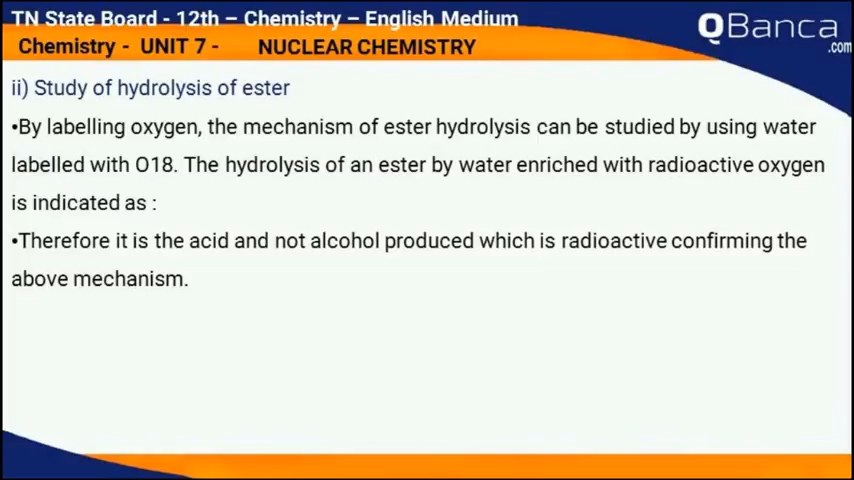 TN State Board - 12th – Chemistry – English Medium
Chemistry - UNIT 7 - NUCLEAR CHEMISTRY
QBanca
.com
ii) Study of hydrolysis of ester
•By labelling oxygen, the mechanism of ester hydrolysis can be studied by using water
labelled with O18. The hydrolysis of an ester by water enriched with radioactive oxygen
is indicated as :
•Therefore it is the acid and not alcohol produced which is radioactive confirming the
above mechanism.